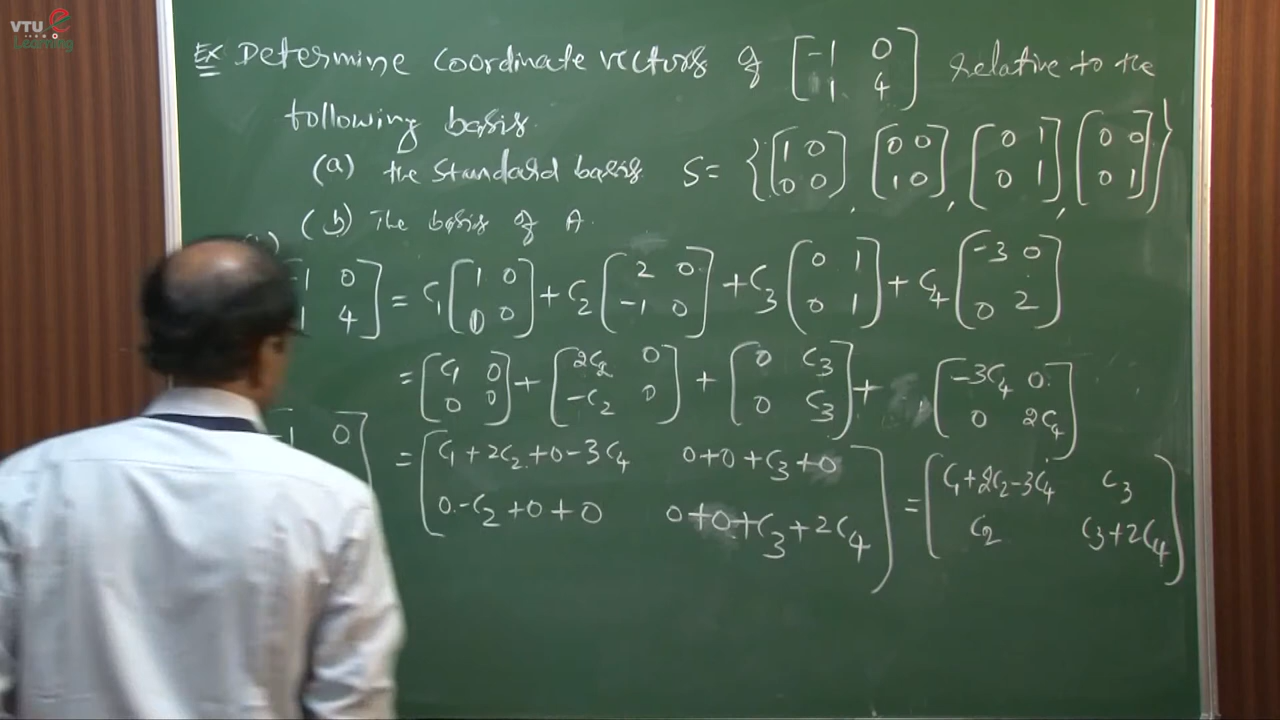 VTU e
Learning
Ex Determine coordinate vectors of [-1 0; 1 4] relative to the
following basis.
(a) the standard basis S = {[1 0; 0 0], [0 0; 1 0], [0 1; 0 1], [0 0; 0 1]}
(b) The basis of A.
1 0; 1 4] = C1 [1 0; 0 0] + C2 [2 0; -1 0] + C3 [0 1; 0 1] + C4 [-3 0; 0 2]
= [C1 0; 0 0] + [2C2 0; -C2 0] + [0 C3; 0 C3] + [-3C4 0; 0 2C4]
-1 0
= [C1+2C2+0-3C4 0+0+C3+0; 0-C2+0+0 0+0+C3+2C4] = [C1+2C2-3C4 C3; C2 C3+2C4]